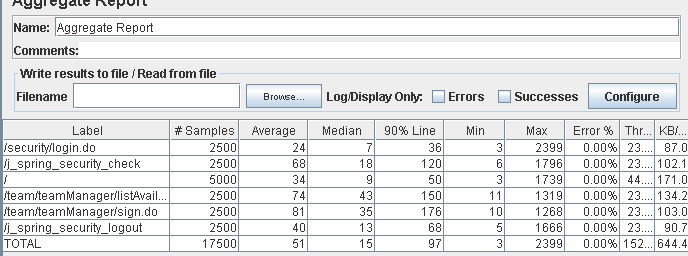 Aggregate Report
Name: Aggregate Report
Comments:
Write results to file / Read from file
Filename Browse... Log/Display Only: Errors Successes Configure
Label # Samples Average Median 90% Line Min Max Error % Thr... KB/...
/security/login.do 2500 24 7 36 3 2399 0.00% 23.... 87.0
/j_spring_security_check 2500 68 18 120 6 1796 0.00% 23.... 102.1
/ 5000 34 9 50 3 1739 0.00% 44.... 171.0
/team/teamManager/listAvail... 2500 74 43 150 11 1319 0.00% 23.... 134.2
/team/teamManager/sign.do 2500 81 35 176 10 1268 0.00% 23.... 103.0
/j_spring_security_logout 2500 40 13 68 5 1666 0.00% 23.... 90.7
TOTAL 17500 51 15 97 3 2399 0.00% 152... 644.4